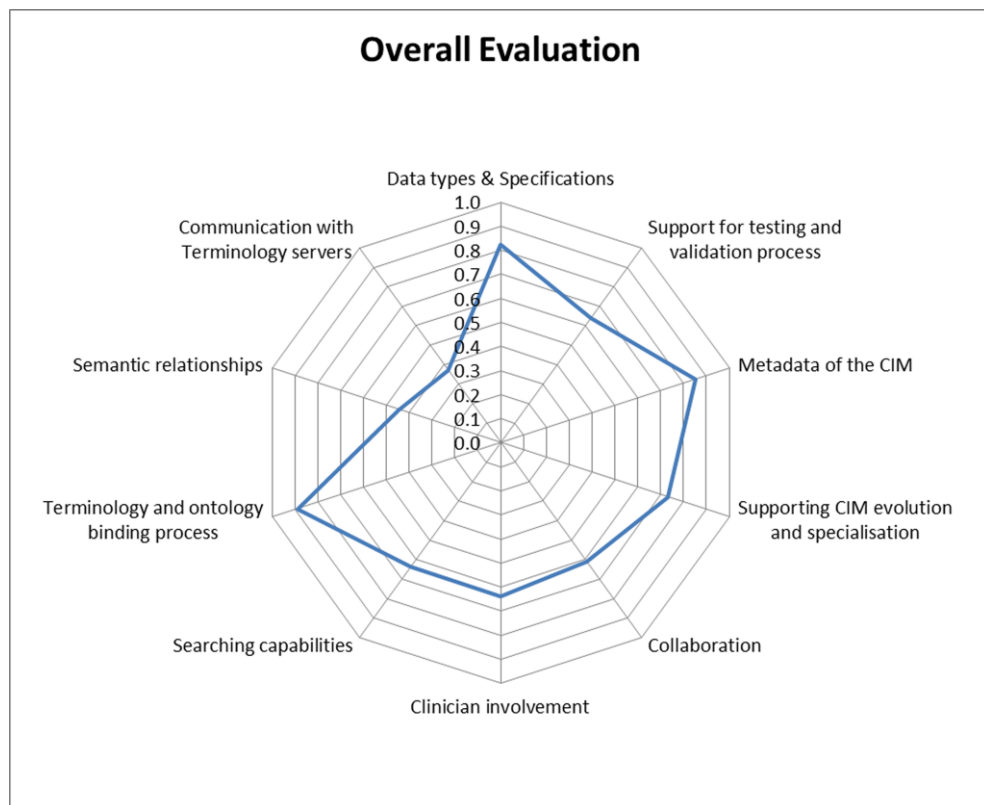 Overall Evaluation
Data types & Specifications
1.0
0.9
0.8
0.7
0.6
0.5
0.4
0.3
0.2
0.1
0.0
Support for testing and
validation process
Metadada of the CIM
Supporting CIM evolution
and specialisation
Collaboration
Clinician involvement
Searching capabilities
Terminology and ontology
binding process
Semantic relationships
Communication with
Terminology servers